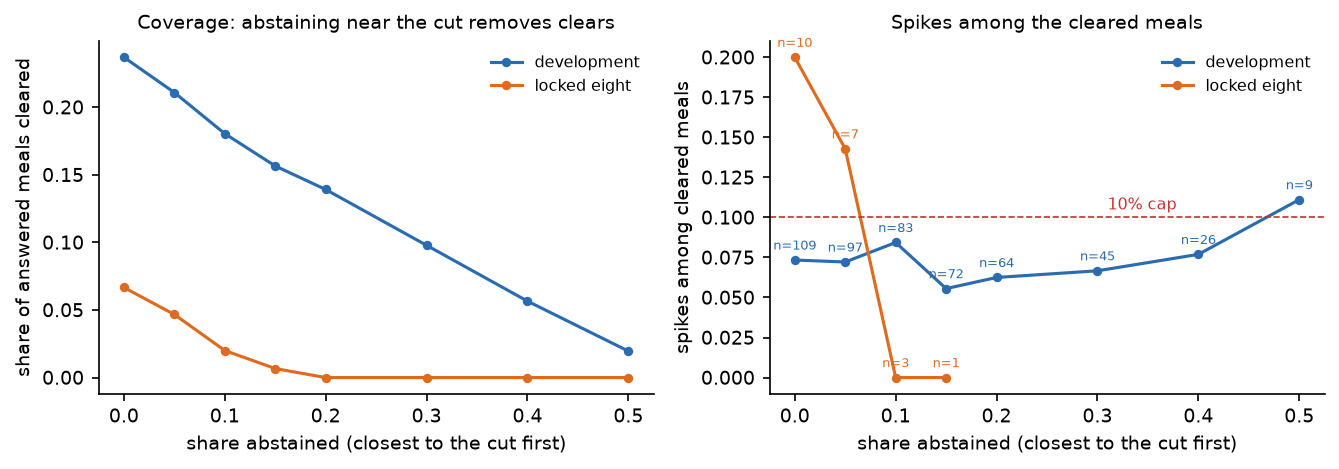 Coverage: abstaining near the cut removes clears
share of answered meals cleared
0.20
0.15
0.10
0.05
0.00
development
locked eight
0.0
0.1
0.2
0.3
0.4
0.5
share abstained (closest to the cut first)
Spikes among the cleared meals
spikes among cleared meals
0.200
0.175
0.150
0.125
0.100
0.075
0.050
0.025
0.000
development
locked eight
n=10
n=7
n=3
n=1
10% cap
n=109
n=97
n=83
n=72
n=64
n=45
n=26
n=9
0.0
0.1
0.2
0.3
0.4
0.5
share abstained (closest to the cut first)